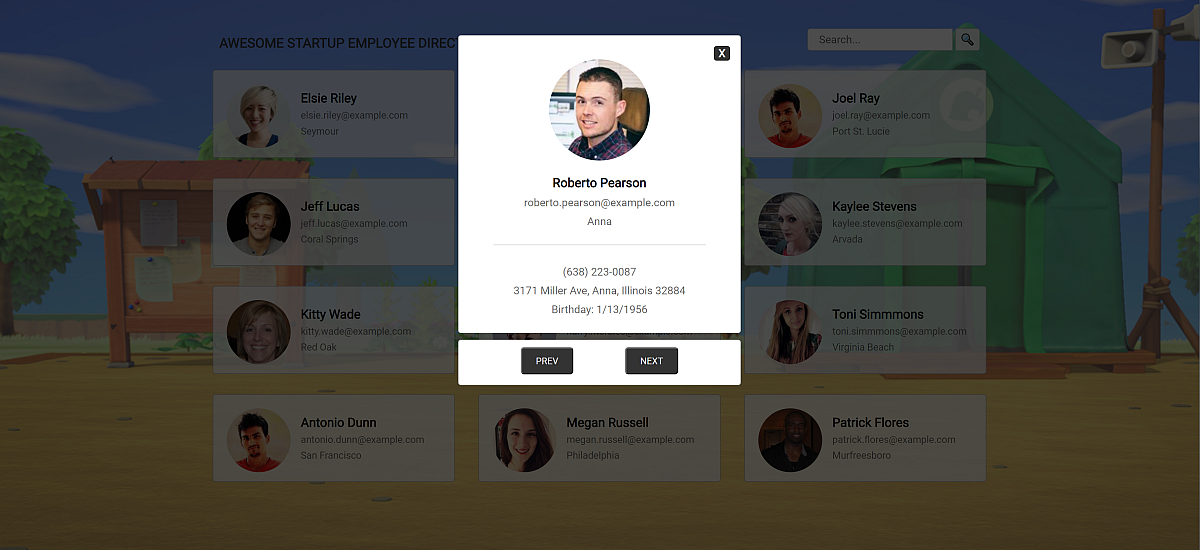 AWESOME STARTUP EMPLOYEE DIREC
Search...
X
Elsie Riley
elsie.riley@example.com
Seymour
Roberto Pearson
roberto.pearson@example.com
Anna
(638) 223-0087
3171 Miller Ave, Anna, Illinois 32884
Birthday: 1/13/1956
Joel Ray
joel.ray@example.com
Port St. Lucie
Jeff Lucas
jeff.lucas@example.com
Coral Springs
Kaylee Stevens
kaylee.stevens@example.com
Arvada
Kitty Wade
kitty.wade@example.com
Red Oak
Toni Simmmons
toni.simmmons@example.com
Virginia Beach
PREV
NEXT
Antonio Dunn
antonio.dunn@example.com
San Francisco
Megan Russell
megan.russell@example.com
Philadelphia
Patrick Flores
patrick.flores@example.com
Murfreesboro